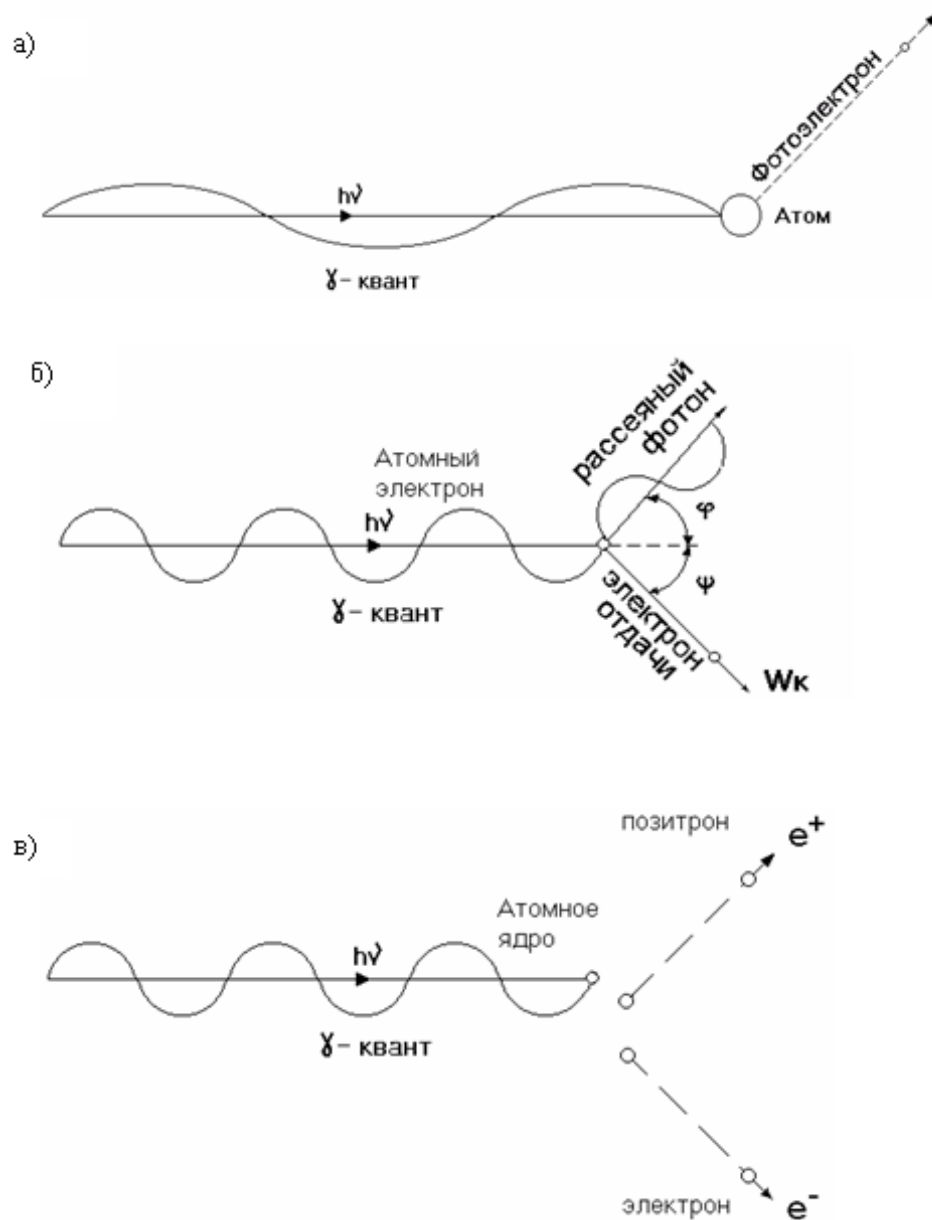 а)
Фотоэлектрон
hν
Атом
ɣ- квант
б)
рассеяный
фотон
Атомный
электрон
hν
φ
ψ
ɣ- квант
электрон
отдачи
Wк
позитрон
e+
в)
Атомное
ядро
hν
ɣ- квант
электрон
e-